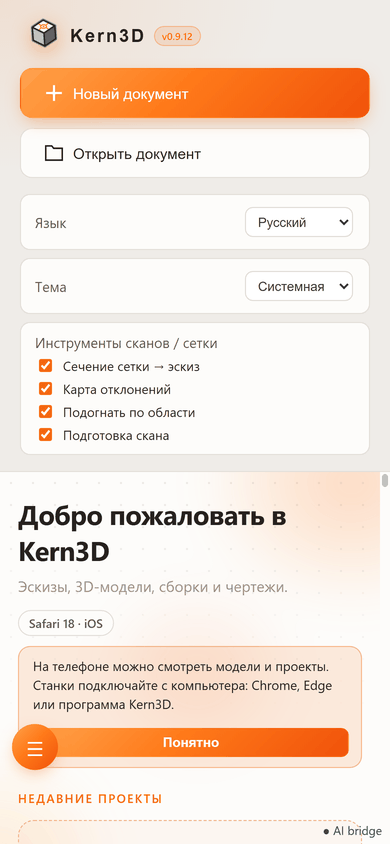 Kern3D v0.9.12
Новый документ
Открыть документ
Язык Русский
Тема Системная
Инструменты сканов / сетки
Сечение сетки → эскиз
Карта отклонений
Подогнать по области
Подготовка скана
Добро пожаловать в
Kern3D
Эскизы, 3D-модели, сборки и чертежи.
Safari 18 · iOS
На телефоне можно смотреть модели и проекты.
Станки подключайте с компьютера: Chrome, Edge
или программа Kern3D.
Понятно
НЕДАВНИЕ ПРОЕКТЫ
AI bridge